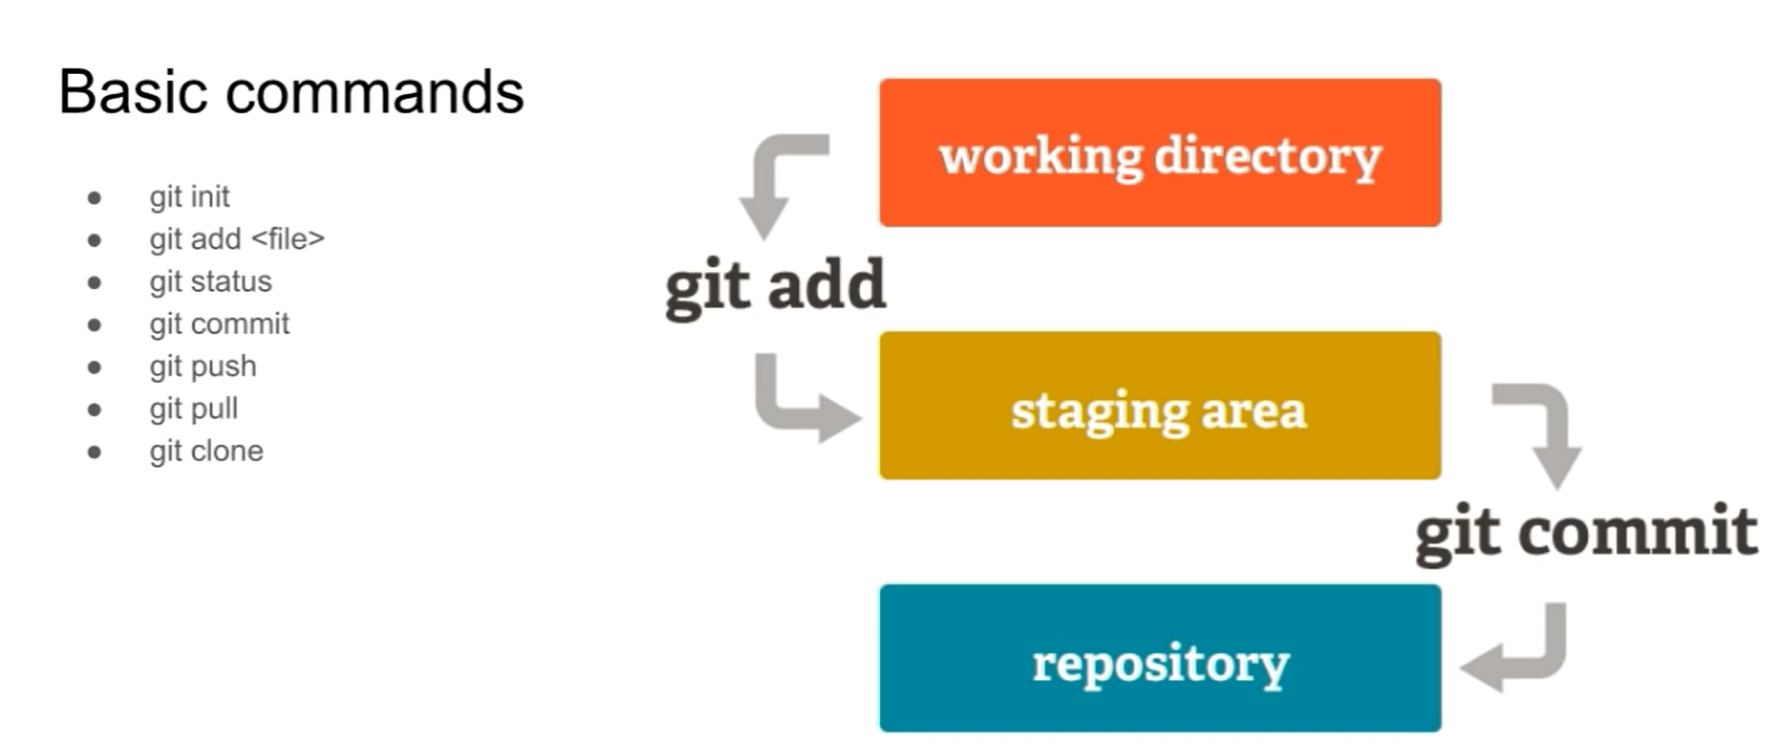 Basic commands
git init
git add <file>
git status
git commit
git push
git pull
git clone
working directory
git add
staging area
git commit
repository